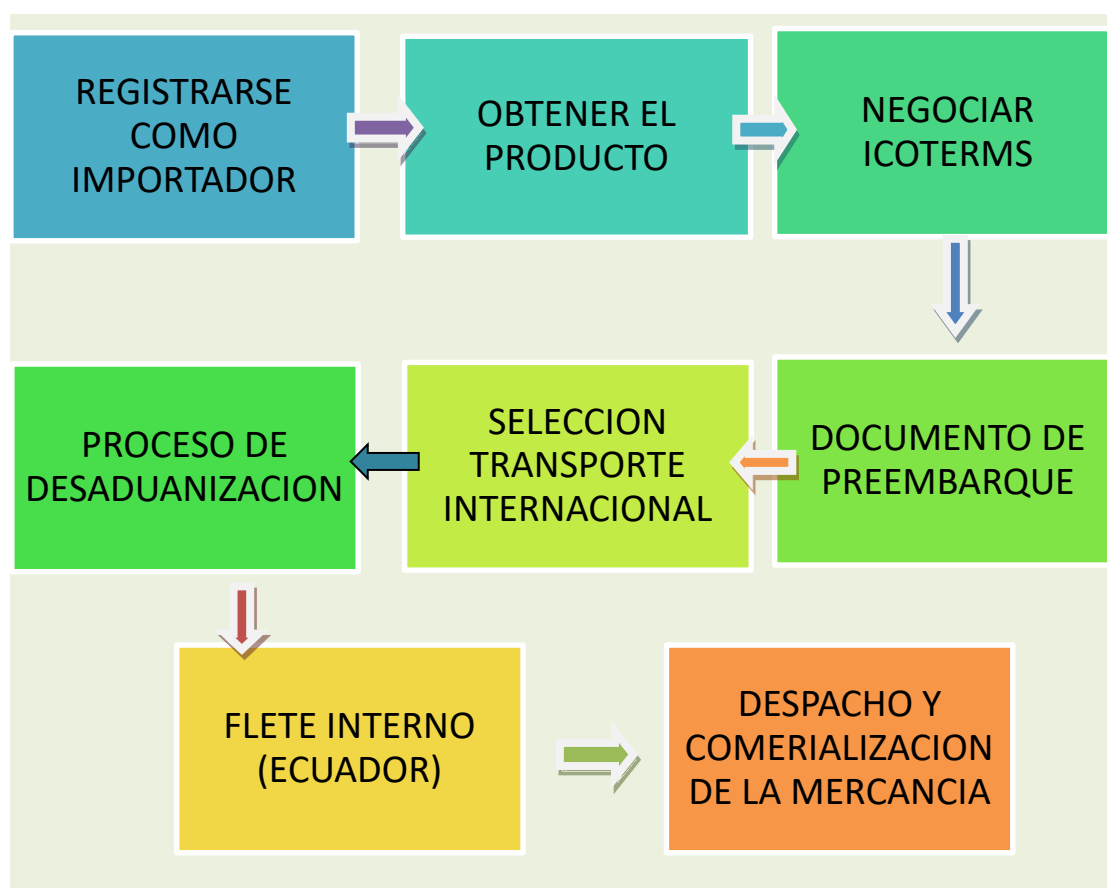 REGISTRARSE
COMO
IMPORTADOR
OBTENER EL
PRODUCTO
NEGOCIAR
ICOTERMS
DOCUMENTO DE
PREEMBARQUE
SELECCION
TRANSPORTE
INTERNACIONAL
PROCESO DE
DESADUANIZACION
FLETE INTERNO
(ECUADOR)
DESPACHO Y
COMERIALIZACION
DE LA MERCANCIA